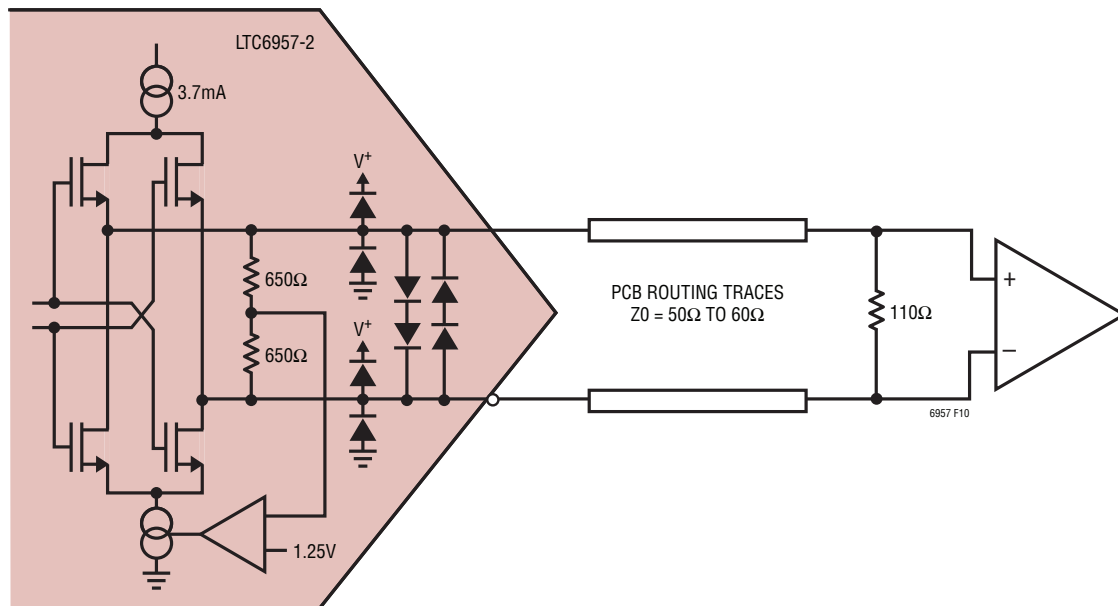 LTC6957-2
3.7mA
V+
650Ω
650Ω
V+
1.25V
PCB ROUTING TRACES
Z0 = 50Ω TO 60Ω
110Ω
+
−
6957 F10